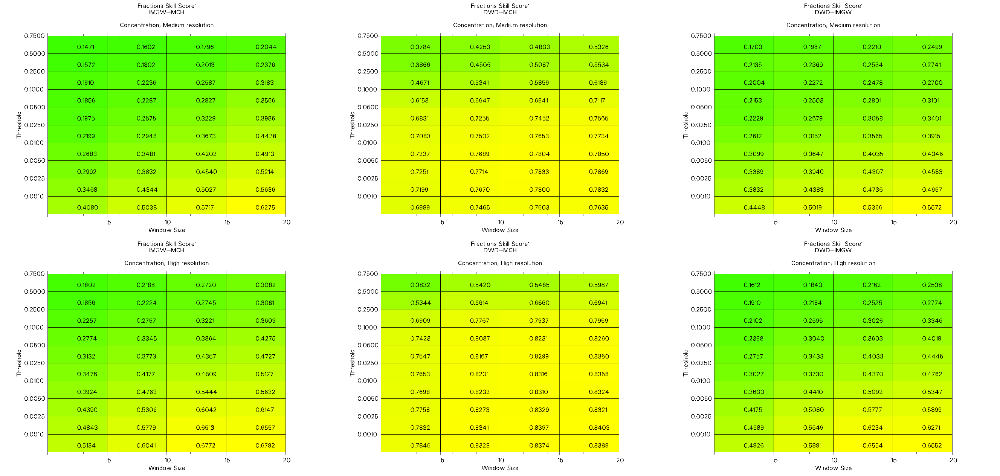 Fractions Skill Score:
IMGW–MCH
Concentration; Medium resolution
0.7500
0.1471 0.1602 0.1796 0.2044
0.5000
0.1572 0.1802 0.2013 0.2376
0.2500
0.1910 0.2236 0.2587 0.3183
0.1000
0.1856 0.2287 0.2827 0.3566
0.0500
0.1975 0.2575 0.3229 0.3986
0.0250
0.2199 0.2948 0.3673 0.4428
0.0100
0.2683 0.3481 0.4202 0.4913
0.0050
0.2992 0.3832 0.4540 0.5214
0.0025
0.3468 0.4344 0.5027 0.5636
0.0010
0.4080 0.5038 0.5717 0.6275
Threshold
5 10 15 20
Window Size
Fractions Skill Score:
DWD–MCH
Concentration; Medium resolution
0.7500
0.3784 0.4253 0.4803 0.5326
0.5000
0.3866 0.4505 0.5087 0.5534
0.2500
0.4671 0.5341 0.5859 0.6189
0.1000
0.6158 0.6647 0.6941 0.7117
0.0500
0.6831 0.7255 0.7452 0.7565
0.0250
0.7083 0.7502 0.7653 0.7734
0.0100
0.7237 0.7689 0.7804 0.7850
0.0050
0.7251 0.7714 0.7833 0.7869
0.0025
0.7199 0.7670 0.7800 0.7832
0.0010
0.6989 0.7465 0.7603 0.7635
Threshold
5 10 15 20
Window Size
Fractions Skill Score:
DWD–IMGW
Concentration; Medium resolution
0.7500
0.1703 0.1987 0.2210 0.2499
0.5000
0.2135 0.2369 0.2534 0.2741
0.2500
0.2004 0.2272 0.2478 0.2700
0.1000
0.2153 0.2503 0.2801 0.3101
0.0500
0.2229 0.2679 0.3058 0.3401
0.0250
0.2612 0.3152 0.3565 0.3915
0.0100
0.3099 0.3647 0.4035 0.4346
0.0050
0.3389 0.3940 0.4307 0.4583
0.0025
0.3832 0.4383 0.4736 0.4967
0.0010
0.4448 0.5019 0.5366 0.5572
Threshold
5 10 15 20
Window Size
Fractions Skill Score:
IMGW–MCH
Concentration; High resolution
0.7500
0.1802 0.2188 0.2720 0.3082
0.5000
0.1856 0.2224 0.2745 0.3081
0.2500
0.2257 0.2767 0.3221 0.3609
0.1000
0.2774 0.3345 0.3864 0.4275
0.0500
0.3132 0.3773 0.4357 0.4727
0.0250
0.3476 0.4177 0.4809 0.5127
0.0100
0.3924 0.4763 0.5444 0.5632
0.0050
0.4390 0.5306 0.6042 0.6147
0.0025
0.4843 0.5779 0.6513 0.6557
0.0010
0.5134 0.6041 0.6772 0.6792
Threshold
5 10 15 20
Window Size
Fractions Skill Score:
DWD–MCH
Concentration; High resolution
0.7500
0.3832 0.5420 0.5485 0.5987
0.5000
0.5344 0.6614 0.6660 0.6941
0.2500
0.6909 0.7767 0.7937 0.7959
0.1000
0.7423 0.8087 0.8231 0.8260
0.0500
0.7547 0.8167 0.8299 0.8350
0.0250
0.7653 0.8201 0.8316 0.8358
0.0100
0.7698 0.8232 0.8310 0.8324
0.0050
0.7758 0.8273 0.8329 0.8321
0.0025
0.7832 0.8341 0.8397 0.8403
0.0010
0.7846 0.8328 0.8374 0.8389
Threshold
5 10 15 20
Window Size
Fractions Skill Score:
DWD–IMGW
Concentration; High resolution
0.7500
0.1612 0.1840 0.2162 0.2538
0.5000
0.1910 0.2184 0.2525 0.2774
0.2500
0.2102 0.2595 0.3026 0.3346
0.1000
0.2398 0.3040 0.3603 0.4018
0.0500
0.2757 0.3433 0.4033 0.4445
0.0250
0.3027 0.3730 0.4370 0.4762
0.0100
0.3600 0.4410 0.5092 0.5347
0.0050
0.4175 0.5080 0.5777 0.5899
0.0025
0.4589 0.5549 0.6234 0.6271
0.0010
0.4926 0.5881 0.6554 0.6552
Threshold
5 10 15 20
Window Size